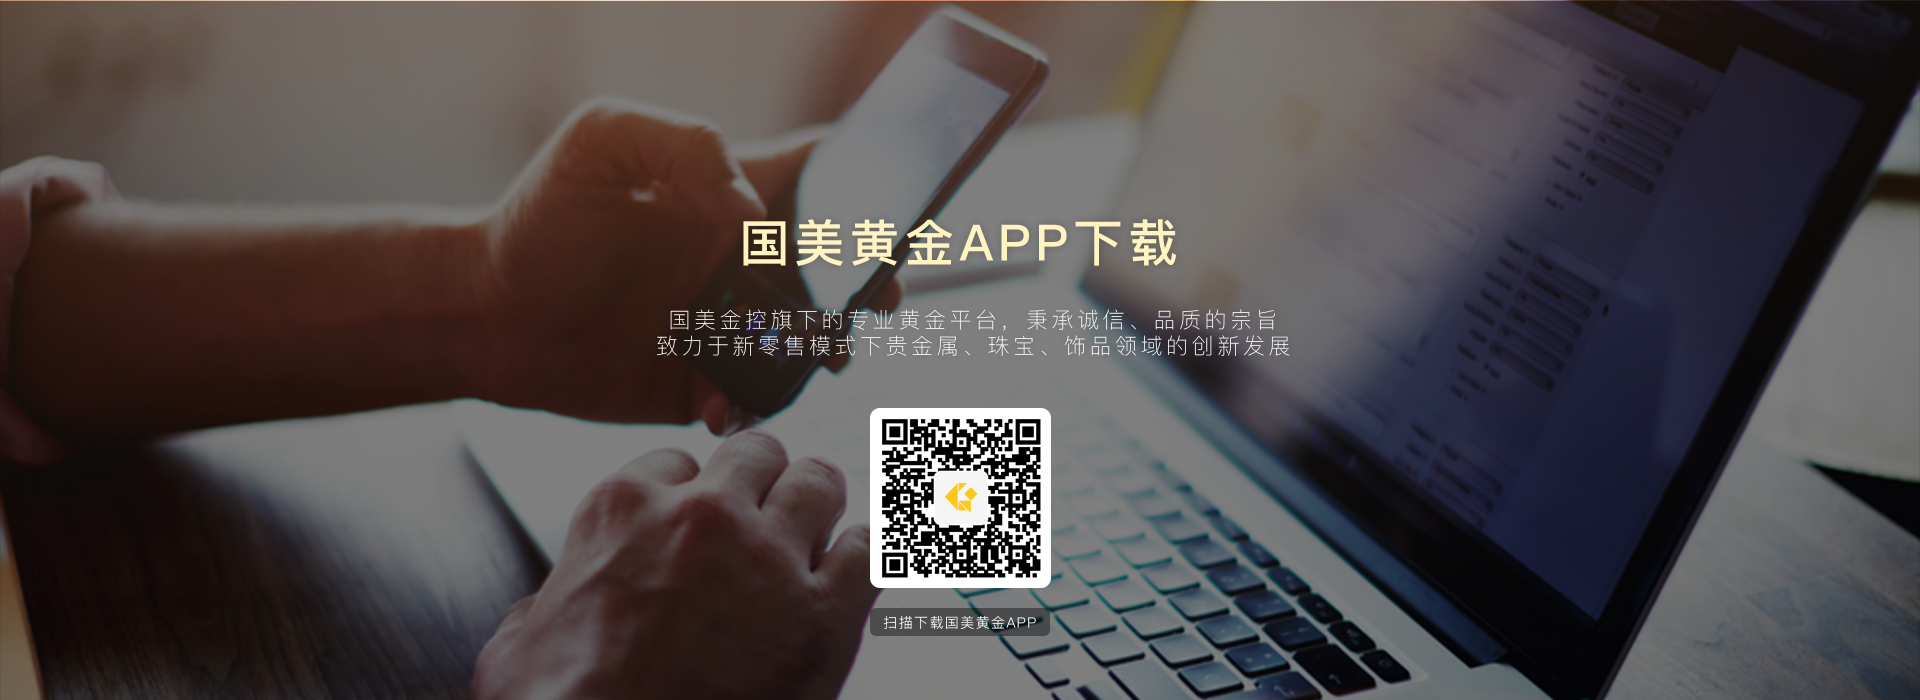 国美黄金APP下载
国美金控旗下的专业黄金平台，秉承诚信、品质的宗旨
致力于新零售模式下贵金属、珠宝、饰品领域的创新发展
扫描下载国美黄金APP